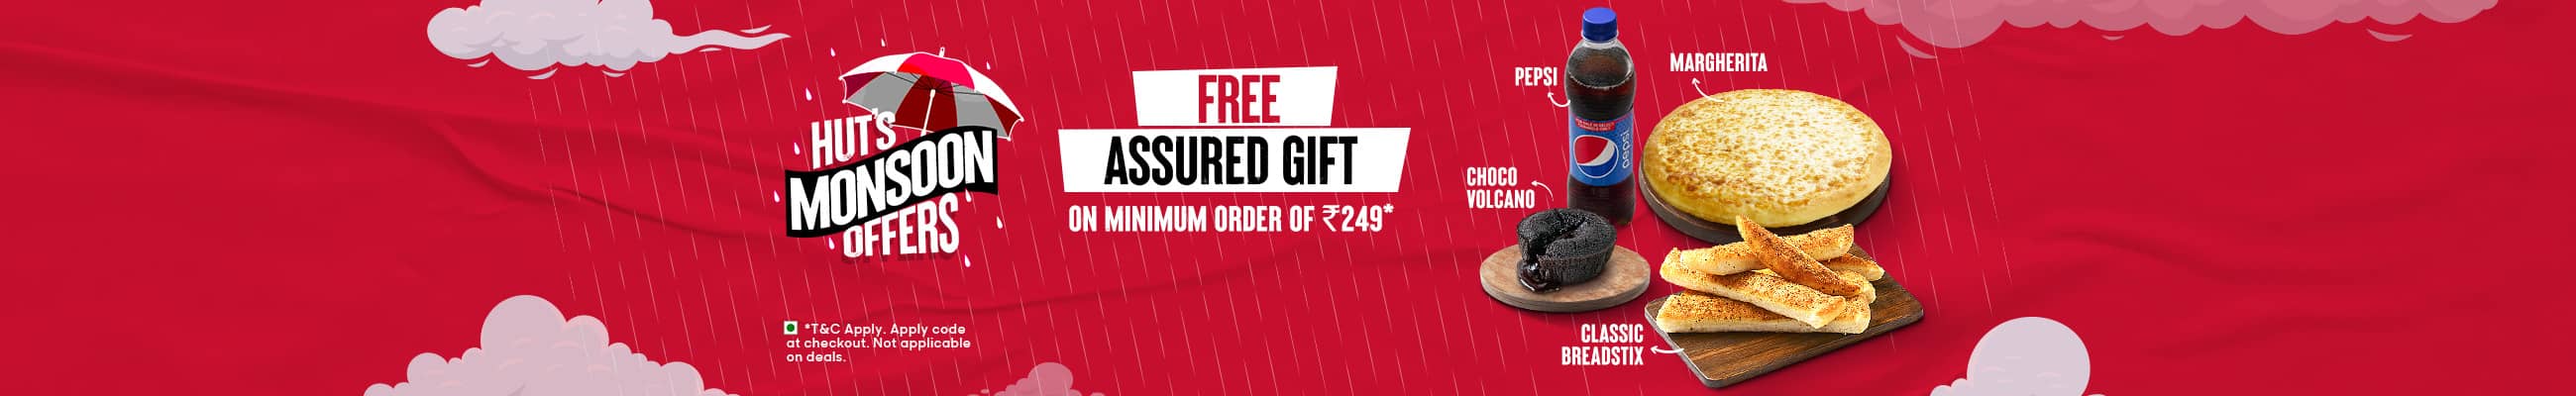 HUT'S
MONSOON
OFFERS
*T&C Apply. Apply code
at checkout. Not applicable
on deals.
FREE
ASSURED GIFT
ON MINIMUM ORDER OF ₹249*
PEPSI
MARGHERITA
pepsi
CHOCO
VOLCANO
CLASSIC
BREADSTIX